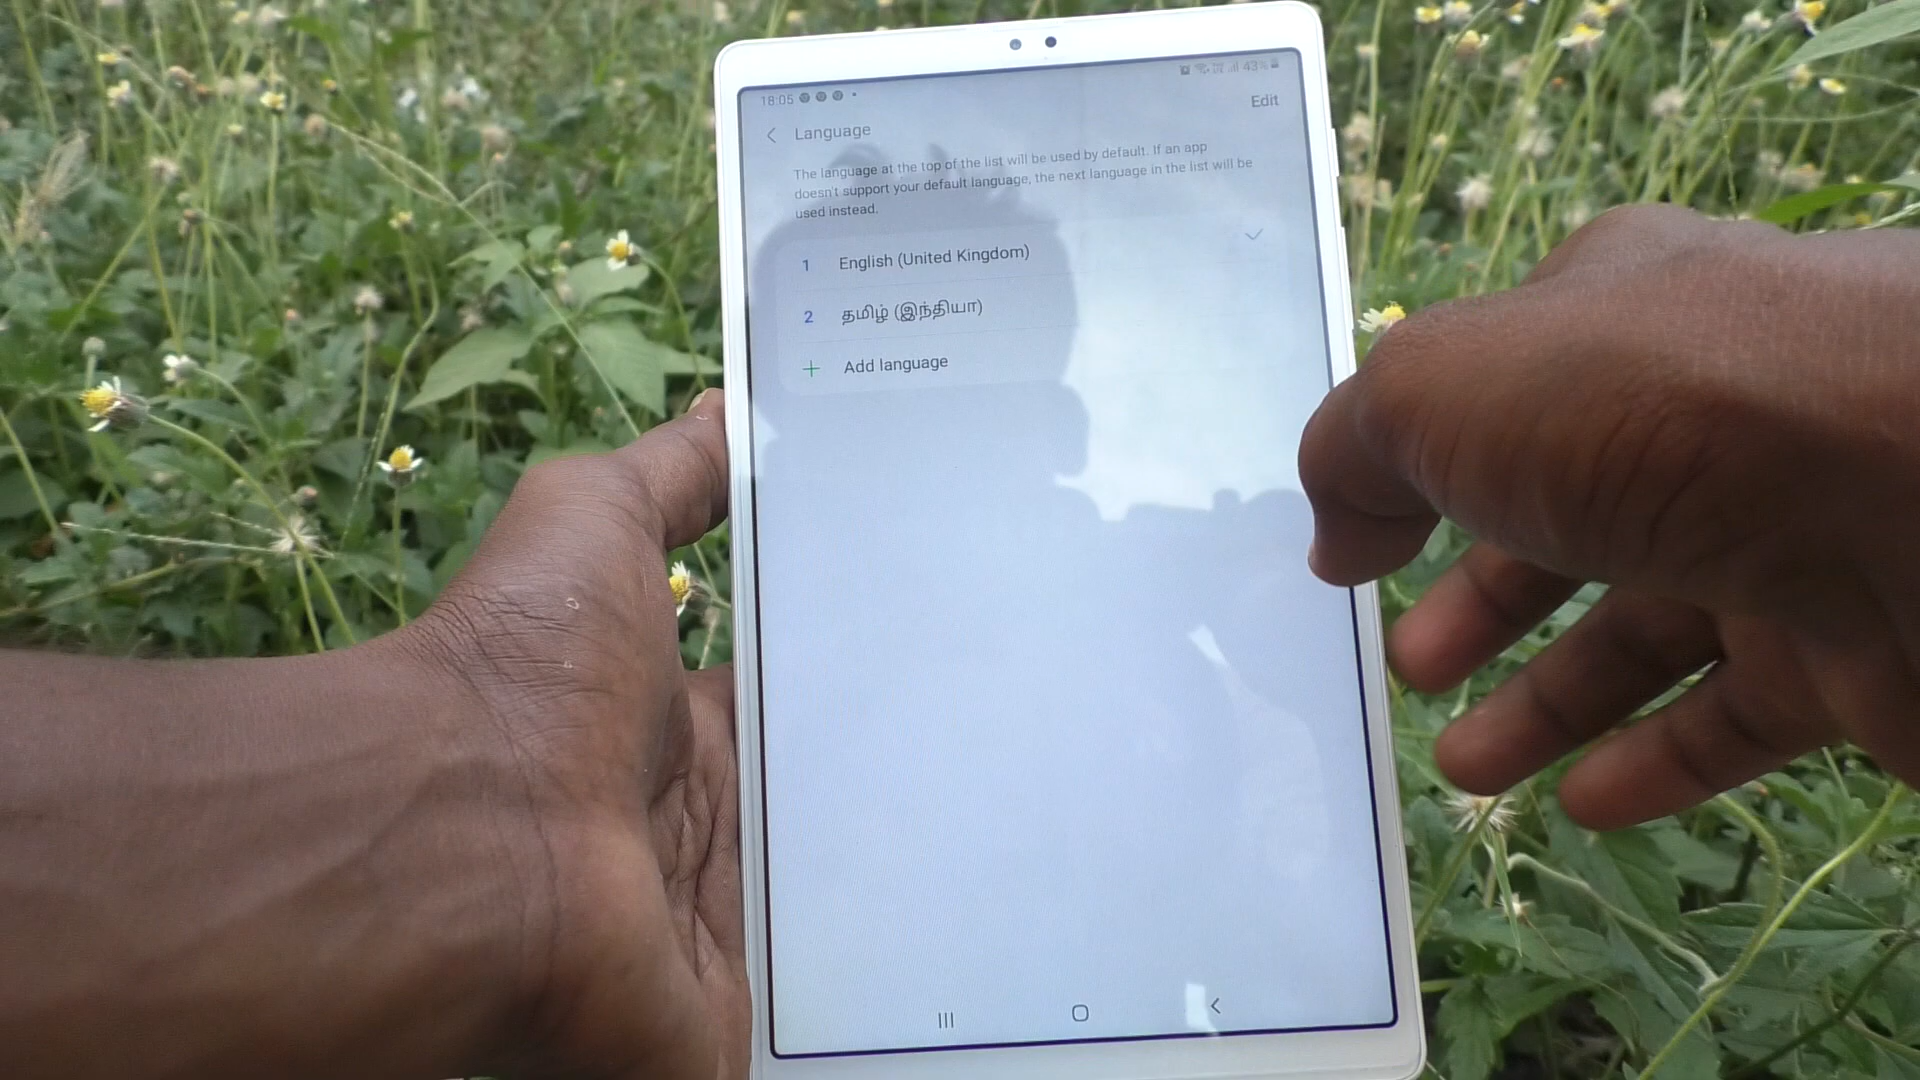 18:05
43%
Edit
Language
The language at the top of the list will be used by default. If an app
doesn't support your default language, the next language in the list will be
used instead.
1 English (United Kingdom)
2 தமிழ் (இந்தியா)
Add language